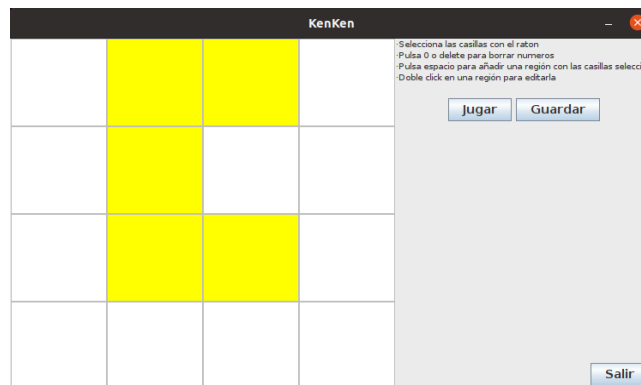 KenKen
·Selecciona las casillas con el raton
·Pulsa 0 o delete para borrar numeros
·Pulsa espacio para añadir una región con las casillas selecci
·Doble click en una región para editarla
Jugar Guardar
Salir